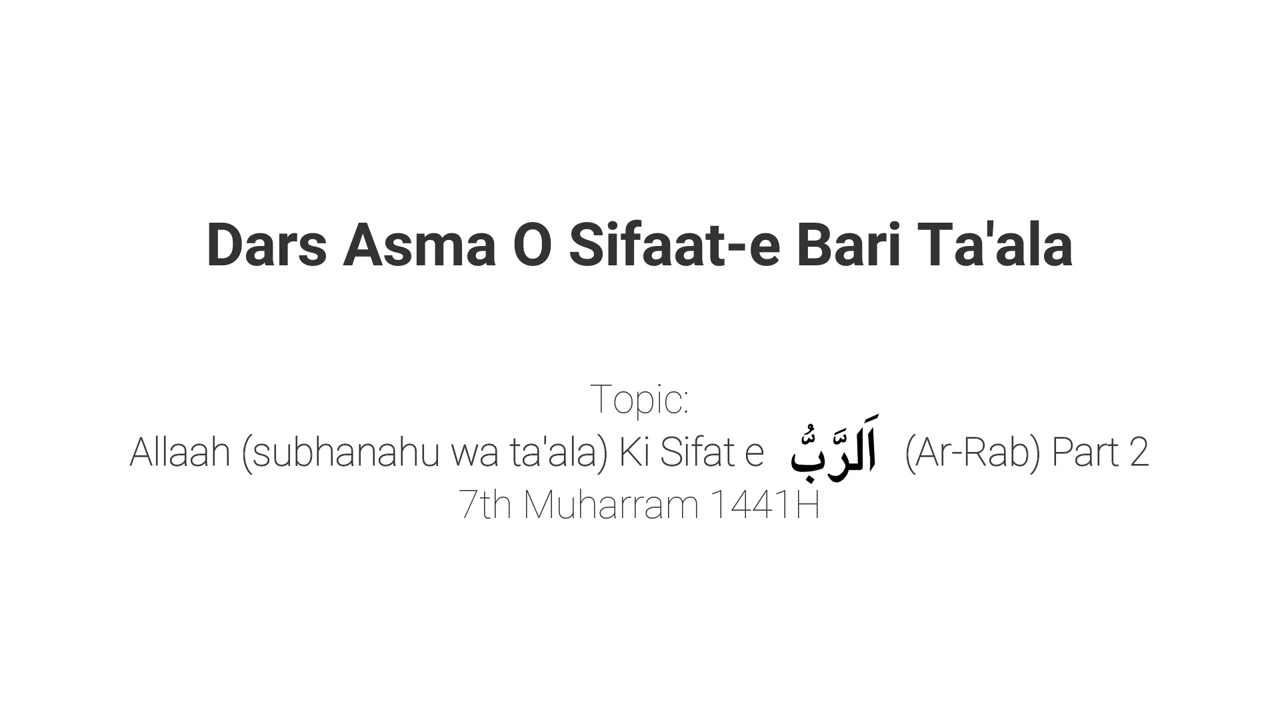 Dars Asma O Sifaat-e Bari Ta'ala
Topic:
Allaah (subhanahu wa ta'ala) Ki Sifat e اَلرَّبُّ (Ar-Rab) Part 2
7th Muharram 1441H